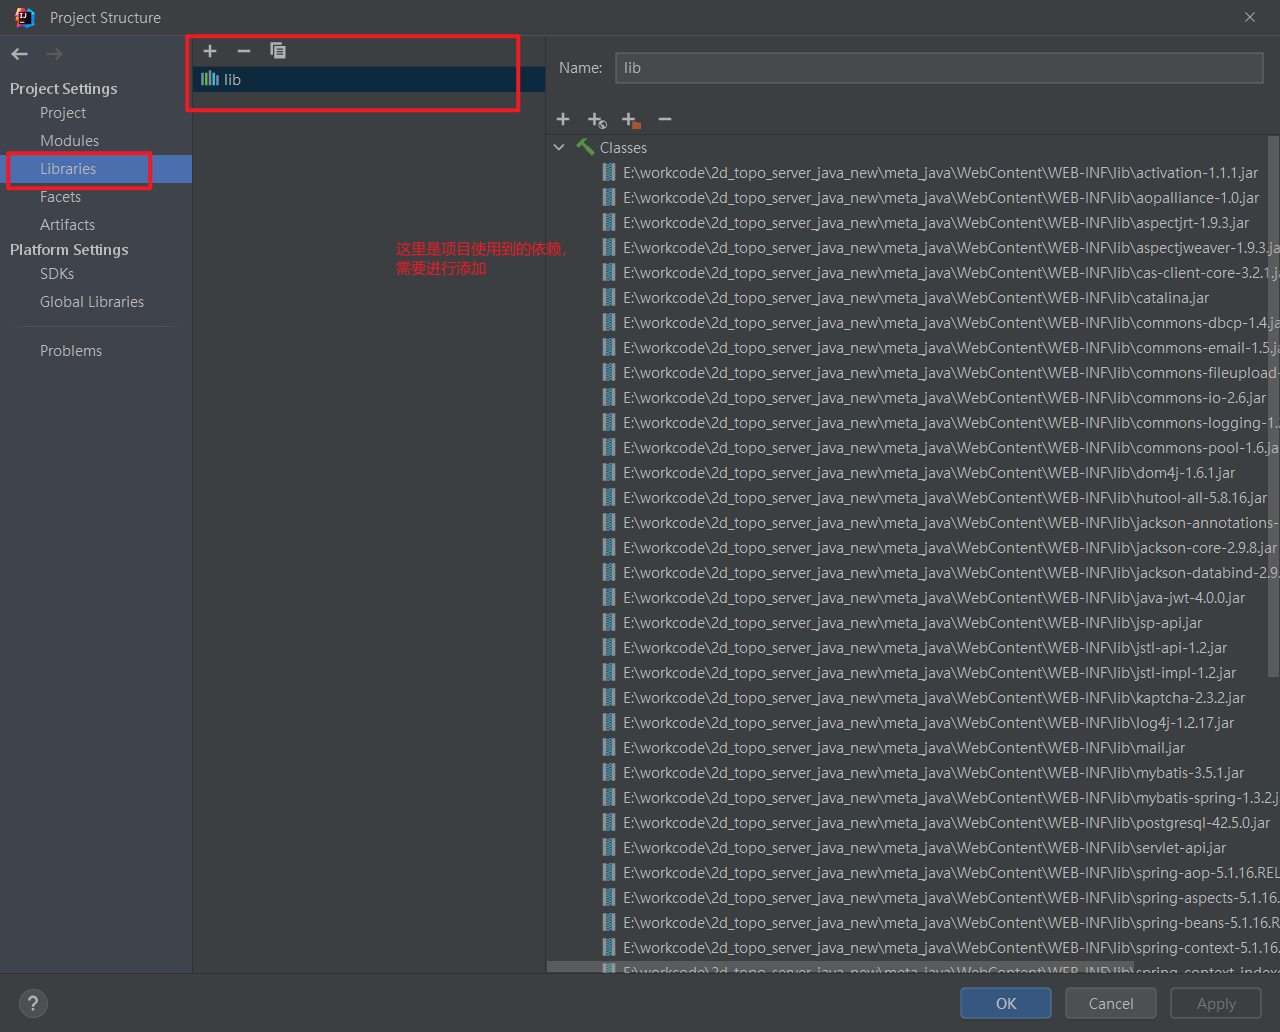 Project Structure
Project Settings
Project
Modules
Libraries
Facets
Artifacts
Platform Settings
SDKs
Global Libraries
Problems
lib
这里是项目使用到的依赖,
需要进行添加
Name:
lib
Classes
E:\workcode\2d_topo_server_java_new\meta_java\WebContent\WEB-INF\lib\activation-1.1.1.jar
E:\workcode\2d_topo_server_java_new\meta_java\WebContent\WEB-INF\lib\aopalliance-1.0.jar
E:\workcode\2d_topo_server_java_new\meta_java\WebContent\WEB-INF\lib\aspectjrt-1.9.3.jar
E:\workcode\2d_topo_server_java_new\meta_java\WebContent\WEB-INF\lib\aspectjweaver-1.9.3.ja
E:\workcode\2d_topo_server_java_new\meta_java\WebContent\WEB-INF\lib\cas-client-core-3.2.1.ja
E:\workcode\2d_topo_server_java_new\meta_java\WebContent\WEB-INF\lib\catalina.jar
E:\workcode\2d_topo_server_java_new\meta_java\WebContent\WEB-INF\lib\commons-dbcp-1.4.ja
E:\workcode\2d_topo_server_java_new\meta_java\WebContent\WEB-INF\lib\commons-email-1.5.ja
E:\workcode\2d_topo_server_java_new\meta_java\WebContent\WEB-INF\lib\commons-fileupload-
E:\workcode\2d_topo_server_java_new\meta_java\WebContent\WEB-INF\lib\commons-io-2.6.jar
E:\workcode\2d_topo_server_java_new\meta_java\WebContent\WEB-INF\lib\commons-logging-1.
E:\workcode\2d_topo_server_java_new\meta_java\WebContent\WEB-INF\lib\commons-pool-1.6.ja
E:\workcode\2d_topo_server_java_new\meta_java\WebContent\WEB-INF\lib\dom4j-1.6.1.jar
E:\workcode\2d_topo_server_java_new\meta_java\WebContent\WEB-INF\lib\hutool-all-5.8.16.jar
E:\workcode\2d_topo_server_java_new\meta_java\WebContent\WEB-INF\lib\jackson-annotations-
E:\workcode\2d_topo_server_java_new\meta_java\WebContent\WEB-INF\lib\jackson-core-2.9.8.jar
E:\workcode\2d_topo_server_java_new\meta_java\WebContent\WEB-INF\lib\jackson-databind-2.9.
E:\workcode\2d_topo_server_java_new\meta_java\WebContent\WEB-INF\lib\java-jwt-4.0.0.jar
E:\workcode\2d_topo_server_java_new\meta_java\WebContent\WEB-INF\lib\jsp-api.jar
E:\workcode\2d_topo_server_java_new\meta_java\WebContent\WEB-INF\lib\jstl-api-1.2.jar
E:\workcode\2d_topo_server_java_new\meta_java\WebContent\WEB-INF\lib\jstl-impl-1.2.jar
E:\workcode\2d_topo_server_java_new\meta_java\WebContent\WEB-INF\lib\kaptcha-2.3.2.jar
E:\workcode\2d_topo_server_java_new\meta_java\WebContent\WEB-INF\lib\log4j-1.2.17.jar
E:\workcode\2d_topo_server_java_new\meta_java\WebContent\WEB-INF\lib\mail.jar
E:\workcode\2d_topo_server_java_new\meta_java\WebContent\WEB-INF\lib\mybatis-3.5.1.jar
E:\workcode\2d_topo_server_java_new\meta_java\WebContent\WEB-INF\lib\mybatis-spring-1.3.2.j
E:\workcode\2d_topo_server_java_new\meta_java\WebContent\WEB-INF\lib\postgresql-42.5.0.jar
E:\workcode\2d_topo_server_java_new\meta_java\WebContent\WEB-INF\lib\servlet-api.jar
E:\workcode\2d_topo_server_java_new\meta_java\WebContent\WEB-INF\lib\spring-aop-5.1.16.REL
E:\workcode\2d_topo_server_java_new\meta_java\WebContent\WEB-INF\lib\spring-aspects-5.1.16.
E:\workcode\2d_topo_server_java_new\meta_java\WebContent\WEB-INF\lib\spring-beans-5.1.16.R
E:\workcode\2d_topo_server_java_new\meta_java\WebContent\WEB-INF\lib\spring-context-5.1.16.
E:\workcode\2d_topo_server_java_new\meta_java\WebContent\WEB-INF\lib\spring-context-index
OK
Cancel
Apply